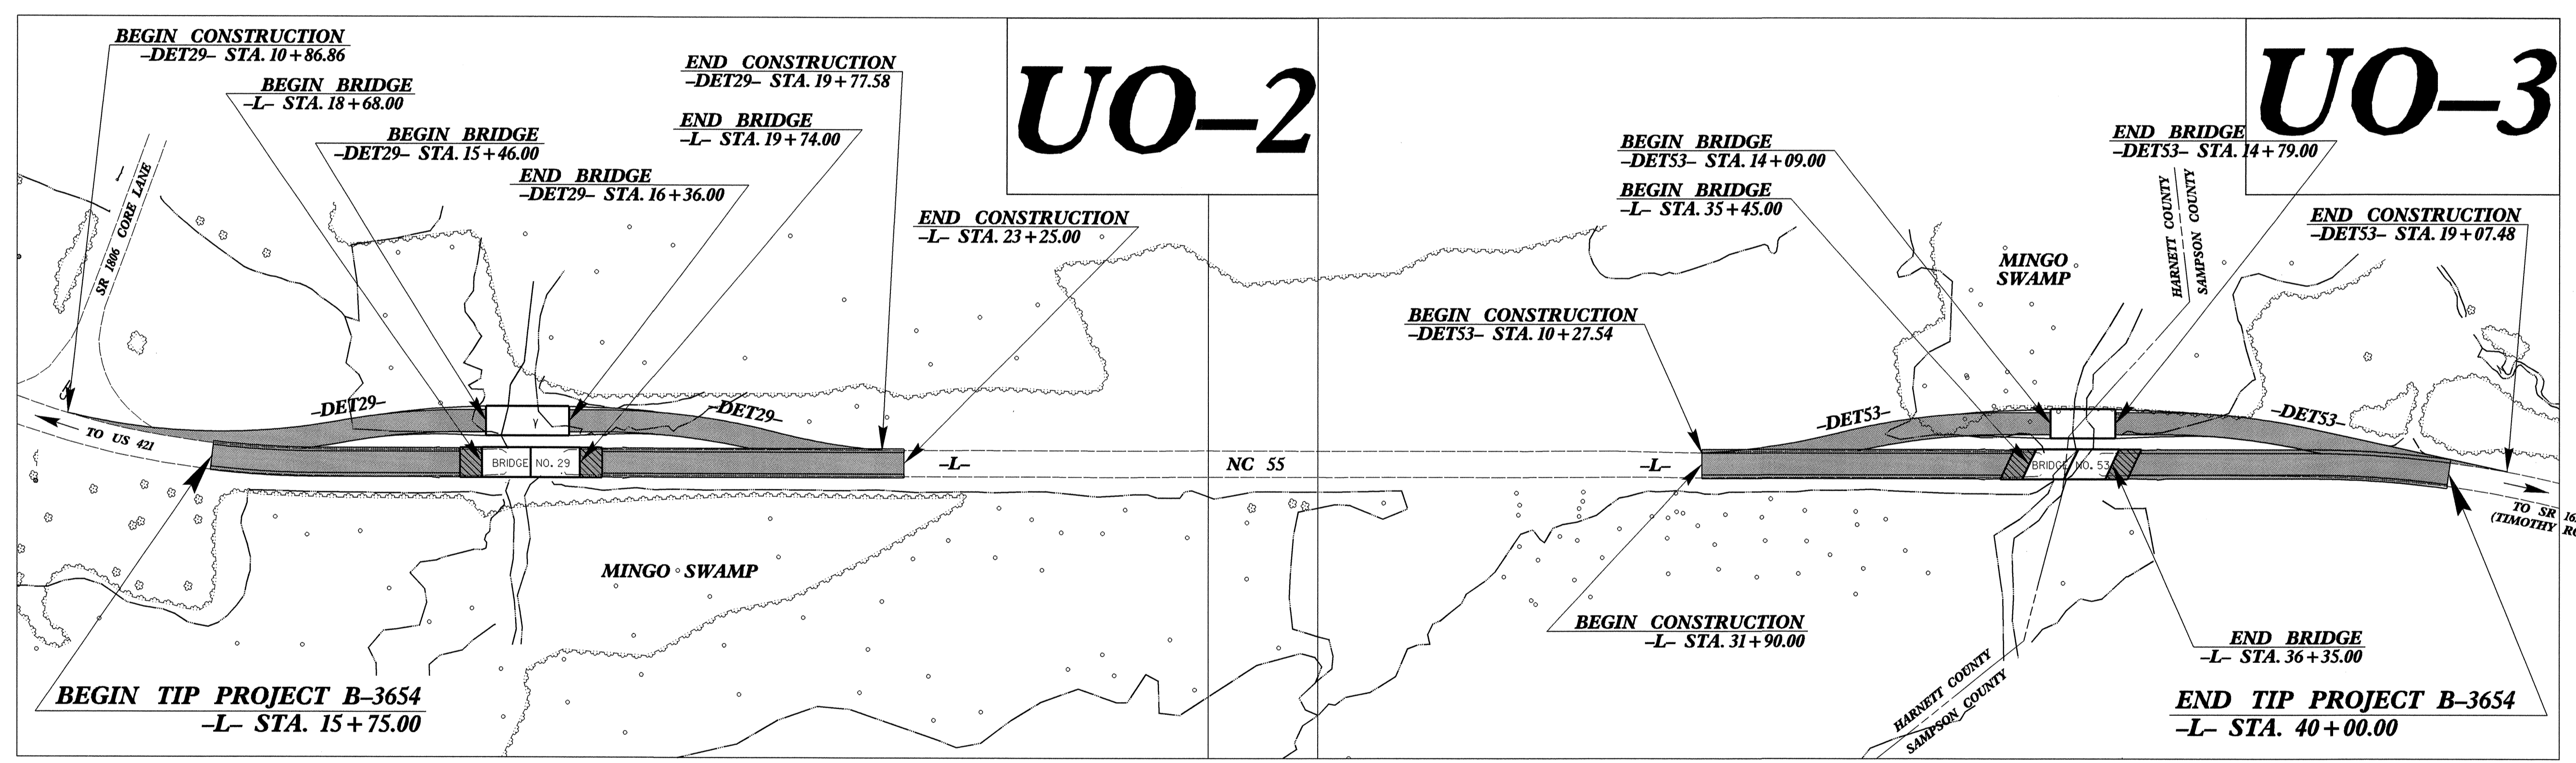 BEGIN CONSTRUCTION
–DET29– STA. 10+86.86
BEGIN BRIDGE
–L– STA. 18+68.00
BEGIN BRIDGE
–DET29– STA. 15+46.00
END BRIDGE
–DET29– STA. 16+36.00
END CONSTRUCTION
–DET29– STA. 19+77.58
END BRIDGE
–L– STA. 19+74.00
END CONSTRUCTION
–L– STA. 23+25.00
UO–2
SR 1806 CORE LANE
–DET29–
–DET29–
TO US 421
BRIDGE NO. 29
–L–
NC 55
MINGO SWAMP
BEGIN TIP PROJECT B–3654
–L– STA. 15+75.00
UO–3
BEGIN BRIDGE
–DET53– STA. 14+09.00
BEGIN BRIDGE
–L– STA. 35+45.00
END BRIDGE
–DET53– STA. 14+79.00
HARNETT COUNTY
SAMPSON COUNTY
END CONSTRUCTION
–DET53– STA. 19+07.48
MINGO
SWAMP
BEGIN CONSTRUCTION
–DET53– STA. 10+27.54
–DET53–
–DET53–
–L–
BRIDGE NO. 53
TO SR
(TIMOTHY
BEGIN CONSTRUCTION
–L– STA. 31+90.00
END BRIDGE
–L– STA. 36+35.00
HARNETT COUNTY
SAMPSON COUNTY
END TIP PROJECT B–3654
–L– STA. 40+00.00